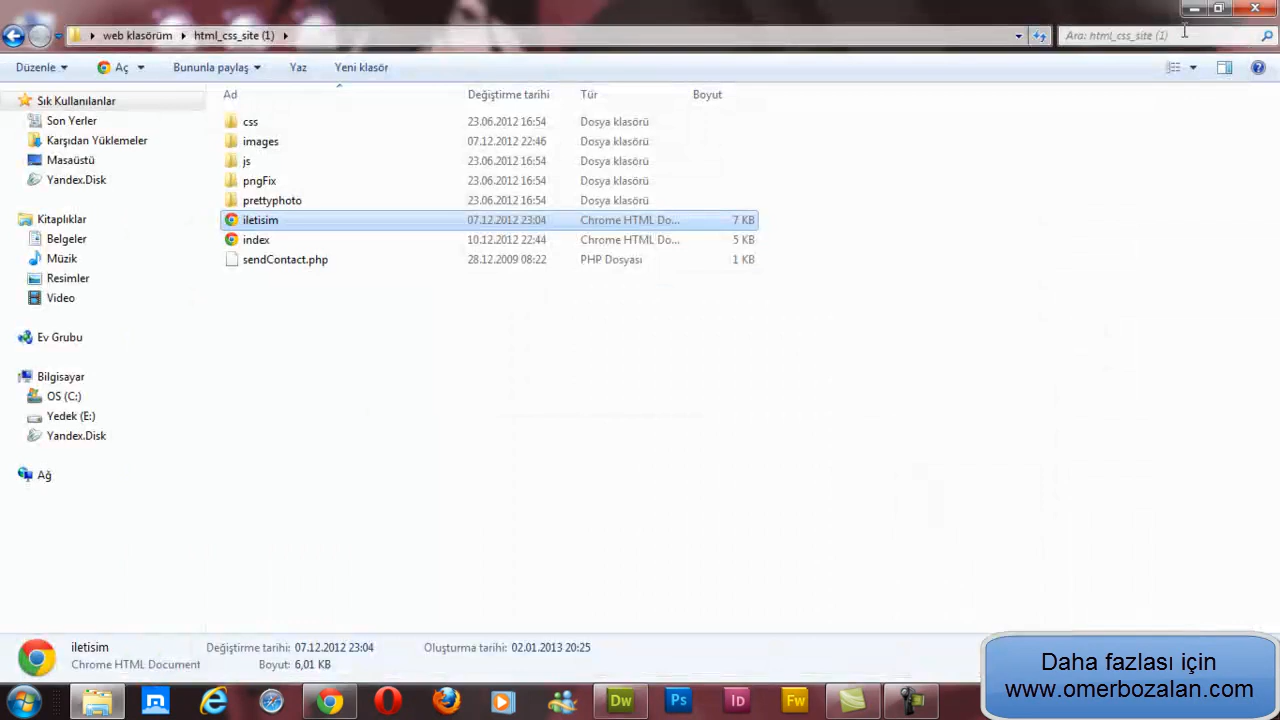 web klasörüm html_css_site (1)
Ara: html_css_site (1)
Düzenle Aç Bununla paylaş Yaz Yeni klasör
Ad Değiştirme tarihi Tür Boyut
Sık Kullanılanlar
Son Yerler
Karşıdan Yüklemeler
Masaüstü
Yandex.Disk
Kitaplıklar
Belgeler
Müzik
Resimler
Video
Ev Grubu
Bilgisayar
OS (C:)
Yedek (E:)
Yandex.Disk
Ağ
css 23.06.2012 16:54 Dosya klasörü
images 07.12.2012 22:46 Dosya klasörü
js 23.06.2012 16:54 Dosya klasörü
pngFix 23.06.2012 16:54 Dosya klasörü
prettyphoto 23.06.2012 16:54 Dosya klasörü
iletisim 07.12.2012 23:04 Chrome HTML Do... 7 KB
index 10.12.2012 22:44 Chrome HTML Do... 5 KB
sendContact.php 28.12.2009 08:22 PHP Dosyası 1 KB
iletisim Değiştirme tarihi: 07.12.2012 23:04 Oluşturma tarihi: 02.01.2013 20:25
Chrome HTML Document Boyut: 6,01 KB
Daha fazlası için
www.omerbozalan.com
Dw Ps Id Fw